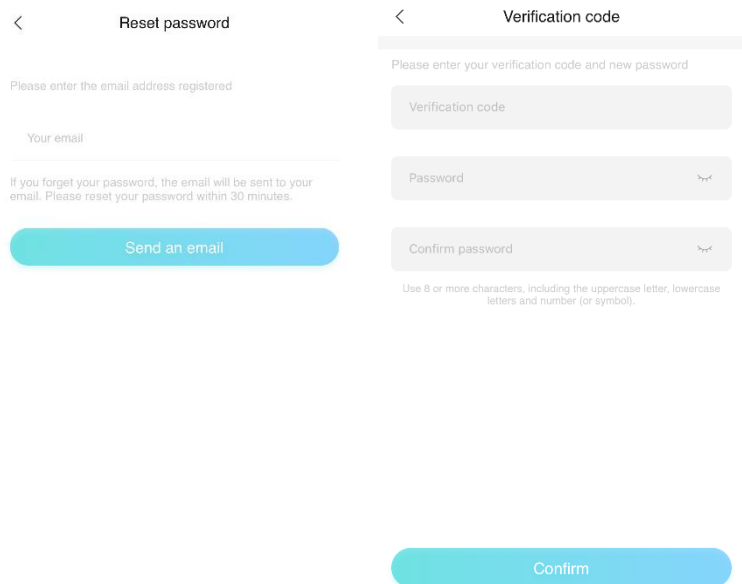 Reset password
Please enter the email address registered
Your email
If you forget your password, the email will be sent to your
email. Please reset your password within 30 minutes.
Send an email
Verification code
Please enter your verification code and new password
Verification code
Password
Confirm password
Use 8 or more characters, including the uppercase letter, lowercase
letters and number (or symbol).
Confirm